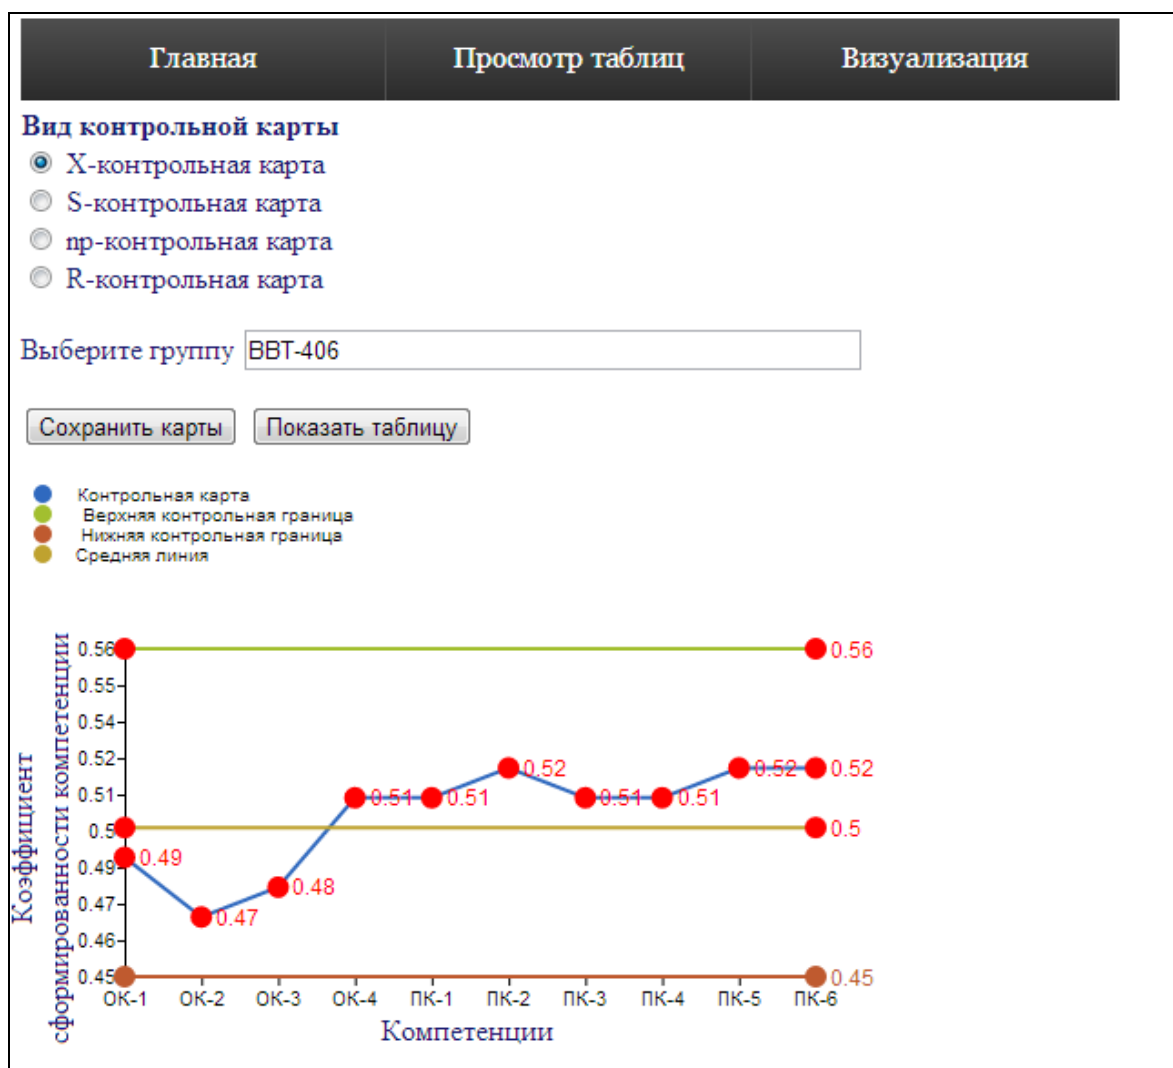 Главная Просмотр таблиц Визуализация
Вид контрольной карты
Х-контрольная карта
S-контрольная карта
np-контрольная карта
R-контрольная карта
Выберите группу ВВТ-406
Сохранить карты Показать таблицу
Контрольная карта
Верхняя контрольная граница
Нижняя контрольная граница
Средняя линия
Коэффициент
сформированности компетенции
0.56 0.56
0.55
0.54
0.52 0.52 0.52 0.52
0.51 0.51 0.51 0.51 0.51
0.5 0.5
0.49 0.49
0.48
0.47 0.47
0.46
0.45 0.45
ОК-1 ОК-2 ОК-3 ОК-4 ПК-1 ПК-2 ПК-3 ПК-4 ПК-5 ПК-6
Компетенции